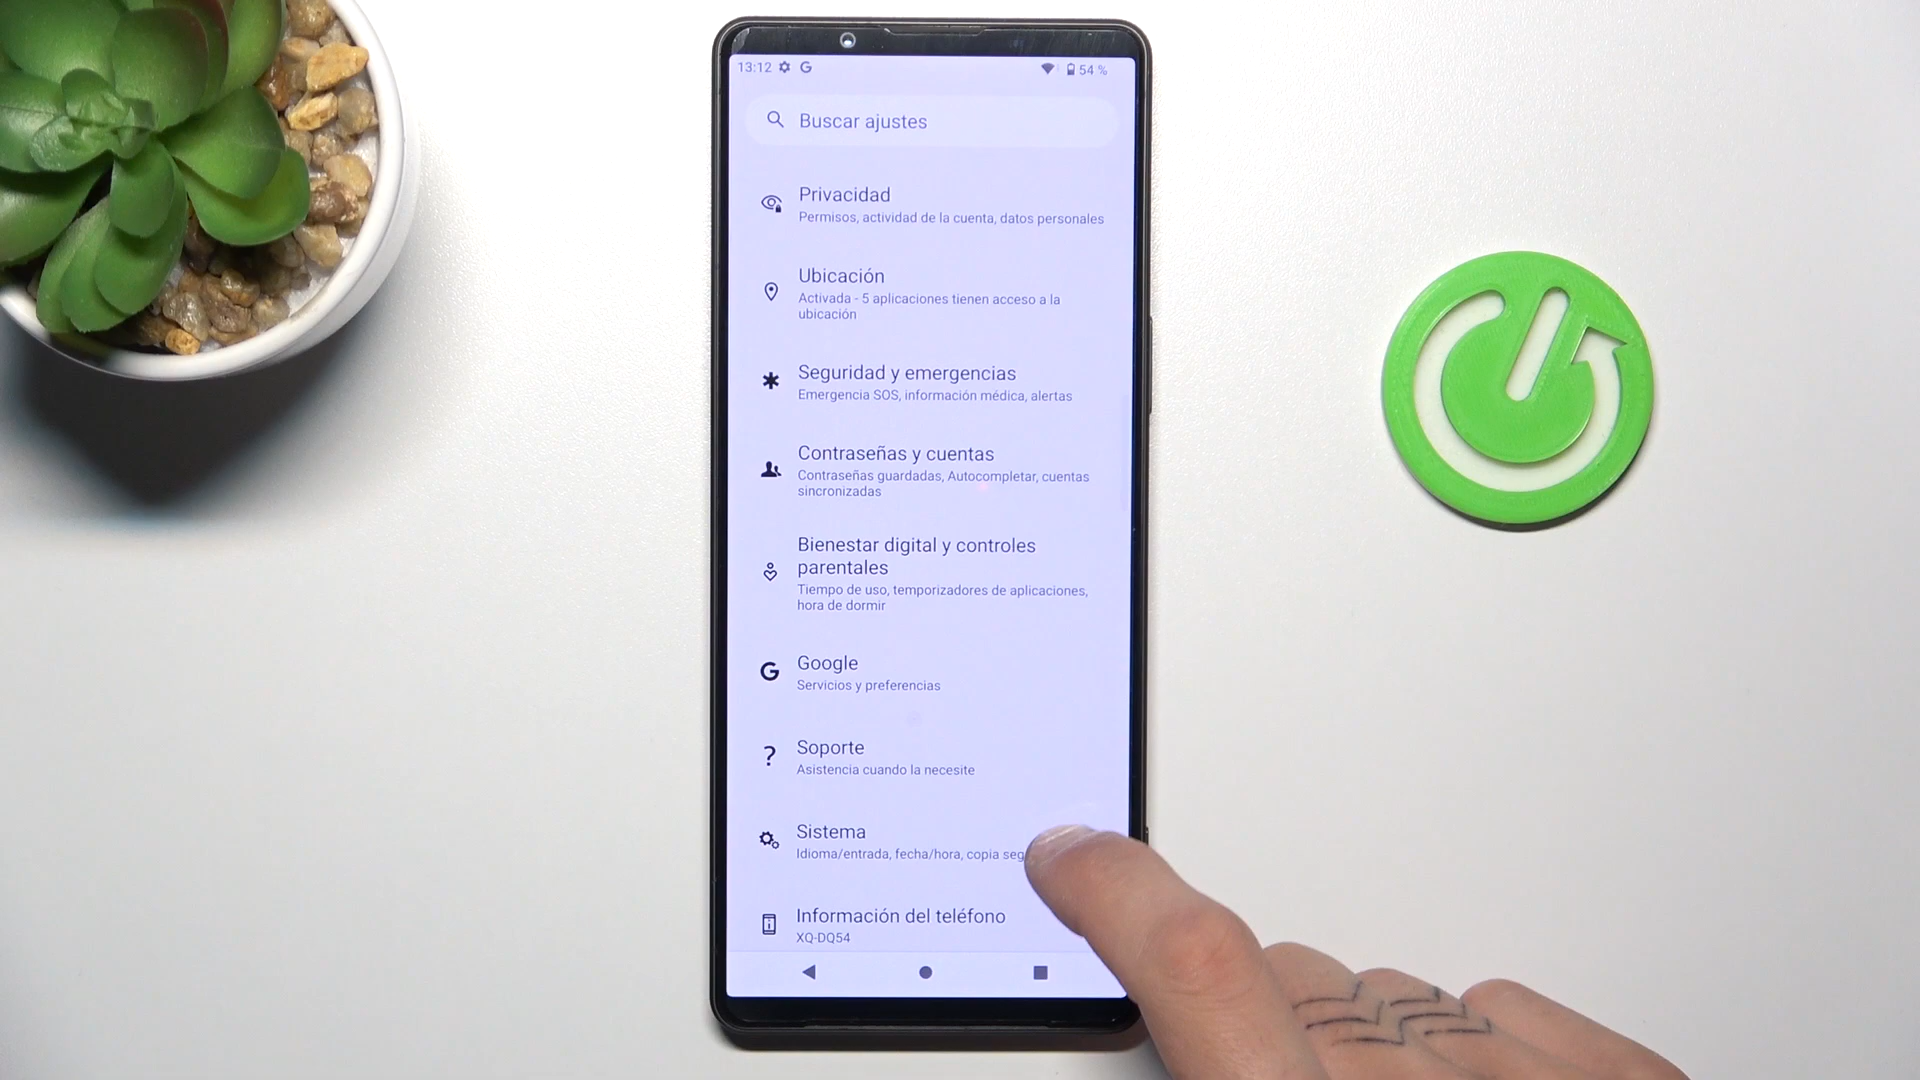 13:12 G 54 %
Buscar ajustes
Privacidad
Permisos, actividad de la cuenta, datos personales
Ubicación
Activada - 5 aplicaciones tienen acceso a la
ubicación
Seguridad y emergencias
Emergencia SOS, información médica, alertas
Contraseñas y cuentas
Contraseñas guardadas, Autocompletar, cuentas
sincronizadas
Bienestar digital y controles
parentales
Tiempo de uso, temporizadores de aplicaciones,
hora de dormir
G Google
Servicios y preferencias
? Soporte
Asistencia cuando la necesite
Sistema
Idioma/entrada, fecha/hora, copia seg
Información del teléfono
XQ-DQ54